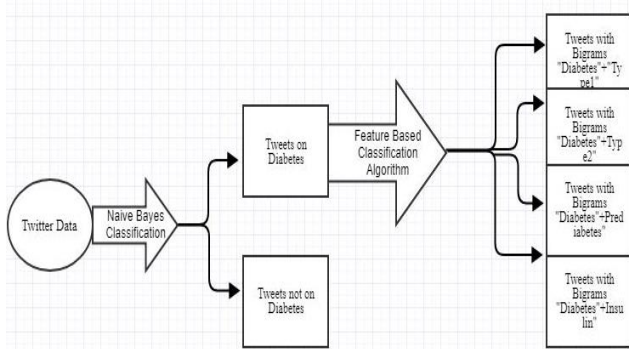 Twitter Data
Naive Bayes
Classification
Tweets on
Diabetes
Tweets not on
Diabetes
Feature Based
Classification
Algorithm
Tweets with
Bigrams
"Diabetes"+"Ty
pe1"
Tweets with
Bigrams
"Diabetes"+Typ
e2"
Tweets with
Bigrams
"Diabetes"+Pred
iabetes"
Tweets with
Bigrams
"Diabetes"+Insu
lin"